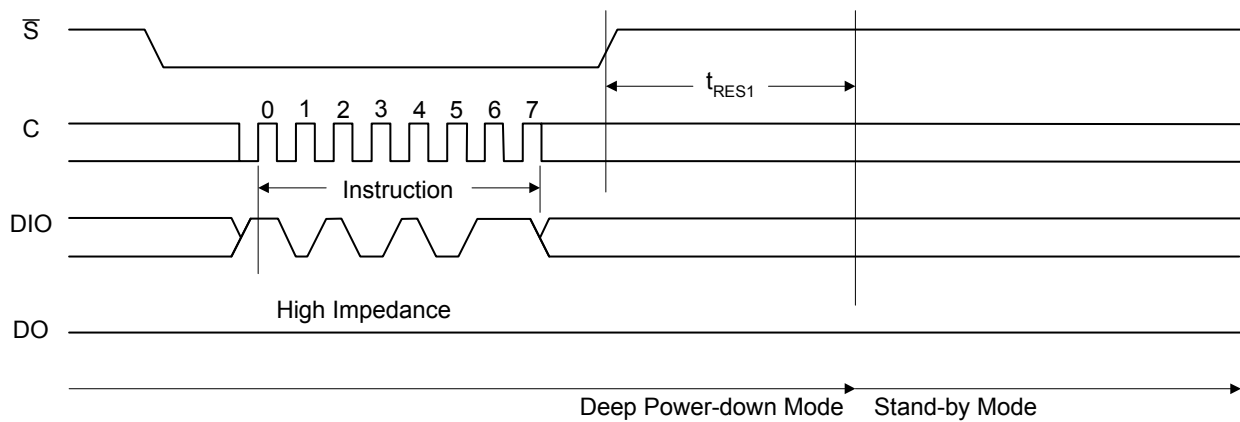 S̅
t_RES1
0 1 2 3 4 5 6 7
C
Instruction
DIO
High Impedance
DO
Deep Power-down Mode Stand-by Mode